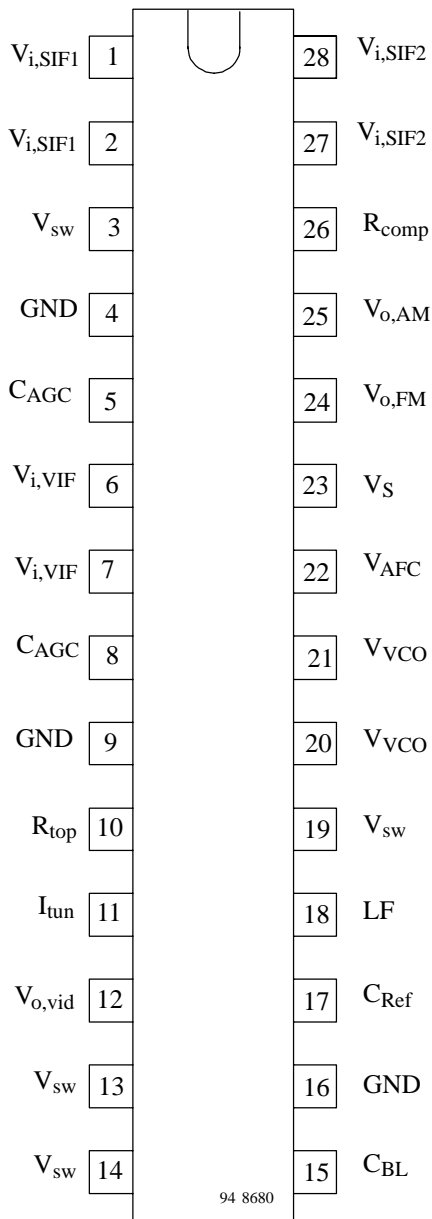 V_i,SIF1 1 28 V_i,SIF2
V_i,SIF1 2 27 V_i,SIF2
V_sw 3 26 R_comp
GND 4 25 V_o,AM
C_AGC 5 24 V_o,FM
V_i,VIF 6 23 V_S
V_i,VIF 7 22 V_AFC
C_AGC 8 21 V_VCO
GND 9 20 V_VCO
R_top 10 19 V_sw
I_tun 11 18 LF
V_o,vid 12 17 C_Ref
V_sw 13 16 GND
V_sw 14 15 C_BL
94 8680